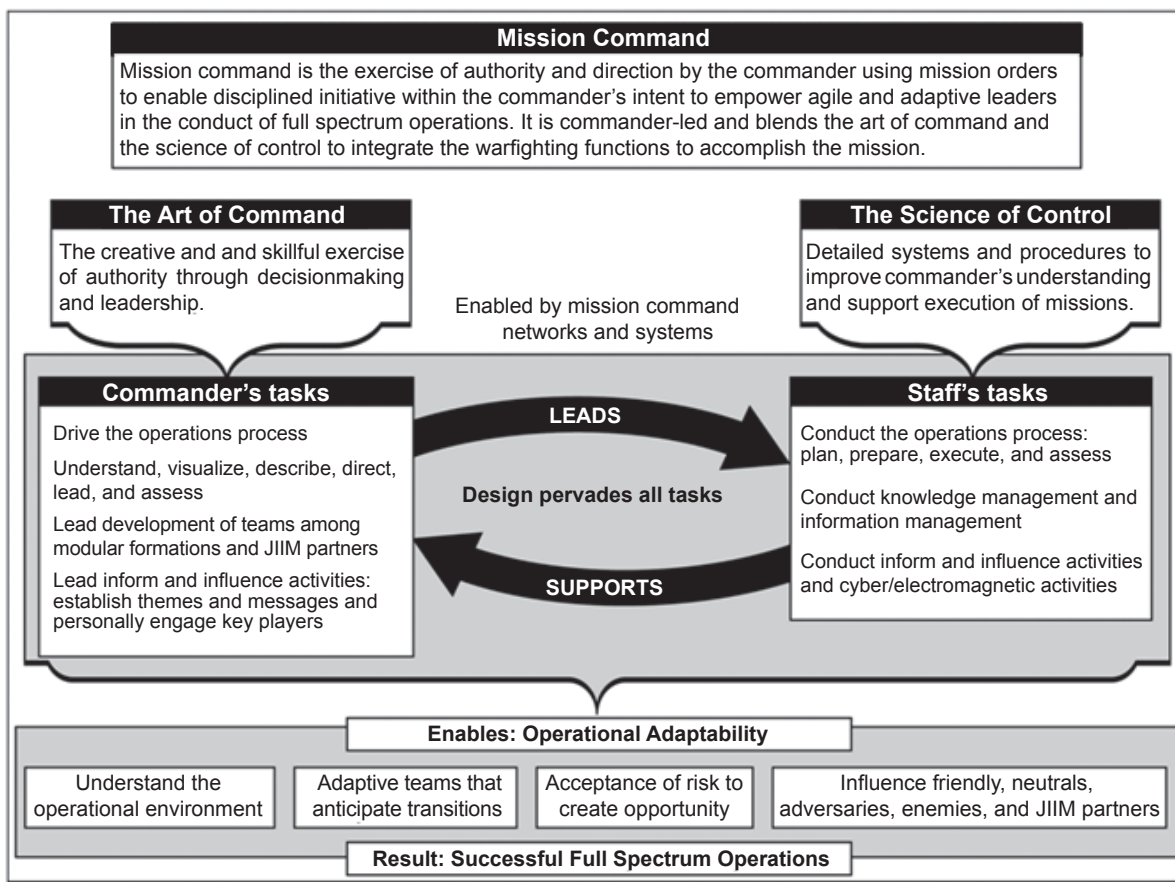 Mission Command
Mission command is the exercise of authority and direction by the commander using mission orders
to enable disciplined initiative within the commander’s intent to empower agile and adaptive leaders
in the conduct of full spectrum operations. It is commander-led and blends the art of command and
the science of control to integrate the warfighting functions to accomplish the mission.
The Art of Command
The creative and and skillful exercise
of authority through decisionmaking
and leadership.
The Science of Control
Detailed systems and procedures to
improve commander’s understanding
and support execution of missions.
Enabled by mission command
networks and systems
Commander’s tasks
Drive the operations process
Understand, visualize, describe, direct,
lead, and assess
Lead development of teams among
modular formations and JIIM partners
Lead inform and influence activities:
establish themes and messages and
personally engage key players
LEADS
Design pervades all tasks
SUPPORTS
Staff’s tasks
Conduct the operations process:
plan, prepare, execute, and assess
Conduct knowledge management and
information management
Conduct inform and influence activities
and cyber/electromagnetic activities
Enables: Operational Adaptability
Understand the
operational environment
Adaptive teams that
anticipate transitions
Acceptance of risk to
create opportunity
Influence friendly, neutrals,
adversaries, enemies, and JIIM partners
Result: Successful Full Spectrum Operations